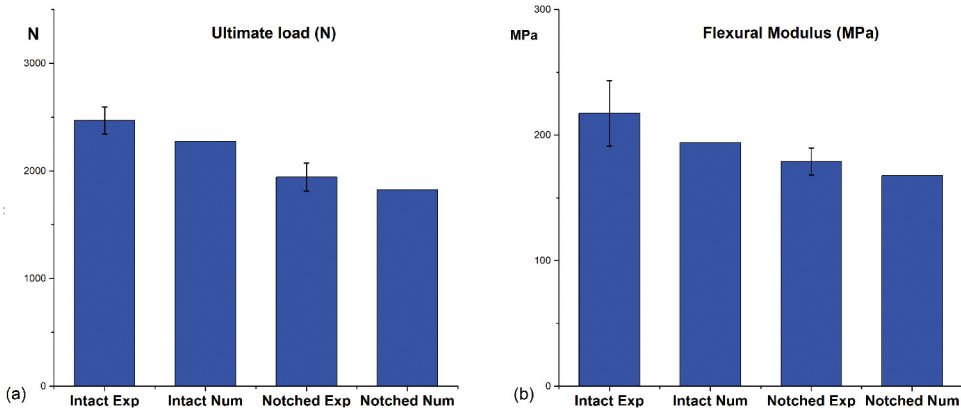 N
Ultimate load (N)
3000
2000
1000
0
Intact Exp Intact Num Notched Exp Notched Num
(a)
MPa
Flexural Modulus (MPa)
300
200
100
0
Intact Exp Intact Num Notched Exp Notched Num
(b)